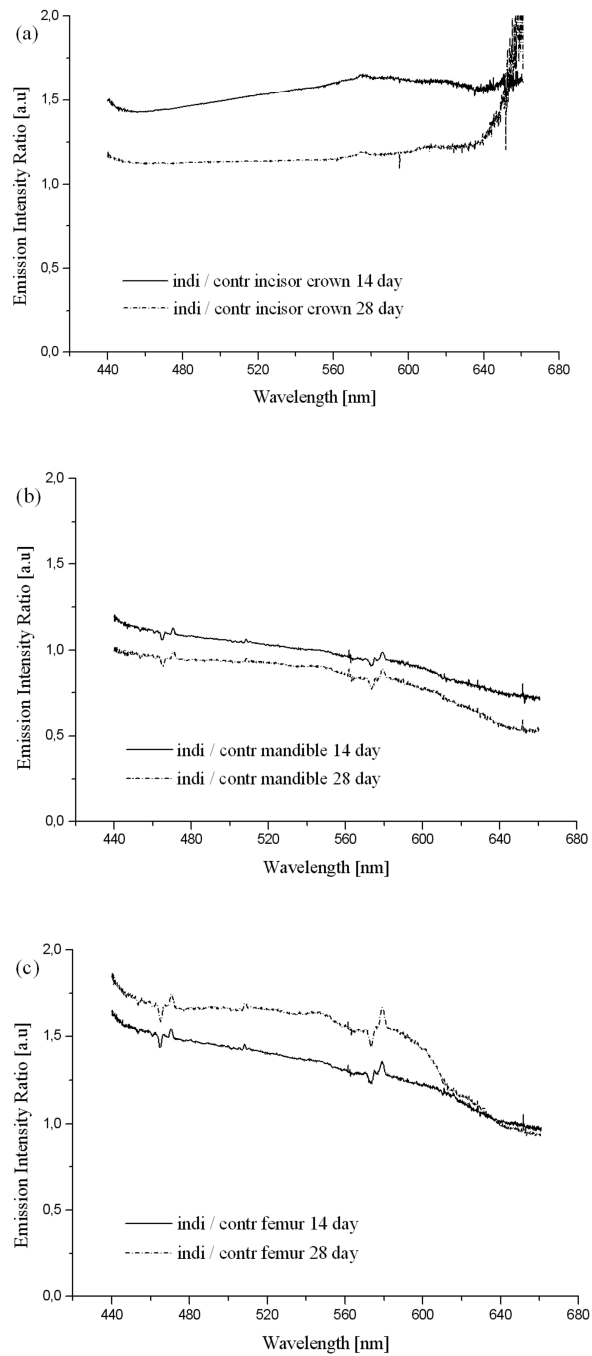 (a)
Emission Intensity Ratio [a.u]
2,0
1,5
1,0
0,5
0,0
indi / contr incisor crown 14 day
indi / contr incisor crown 28 day
440 480 520 560 600 640 680
Wavelength [nm]
(b)
Emission Intensity Ratio [a.u]
2,0
1,5
1,0
0,5
0,0
indi / contr mandible 14 day
indi / contr mandible 28 day
440 480 520 560 600 640 680
Wavelength [nm]
(c)
Emission Intensity Ratio [a.u]
2,0
1,5
1,0
0,5
0,0
indi / contr femur 14 day
indi / contr femur 28 day
440 480 520 560 600 640 680
Wavelength [nm]